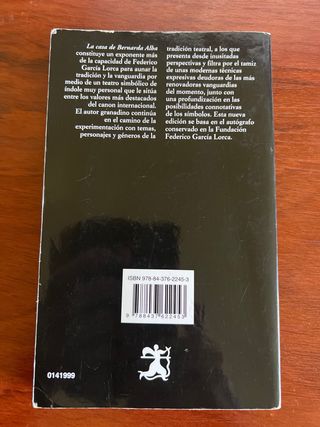 La casa de Bernarda Alba
constituye un exponente más
de la capacidad de Federico
García Lorca para aunar la
tradición y la vanguardia por
medio de un teatro simbólico de
índole muy personal que le sitúa
entre los valores más destacados
del canon internacional.
El autor granadino continúa
en el camino de la
experimentación con temas,
personajes y géneros de la
tradición teatral, a los que
presenta desde inusitadas
perspectivas y filtra por el tamiz
de unas modernas técnicas
expresivas deudoras de las más
renovadoras vanguardias
del momento, junto con
una profundización en las
posibilidades connotativas
de los símbolos. Esta nueva
edición se basa en el autógrafo
conservado en la Fundación
Federico García Lorca.
ISBN 978-84-376-2245-3
9 788437 622453
0141999